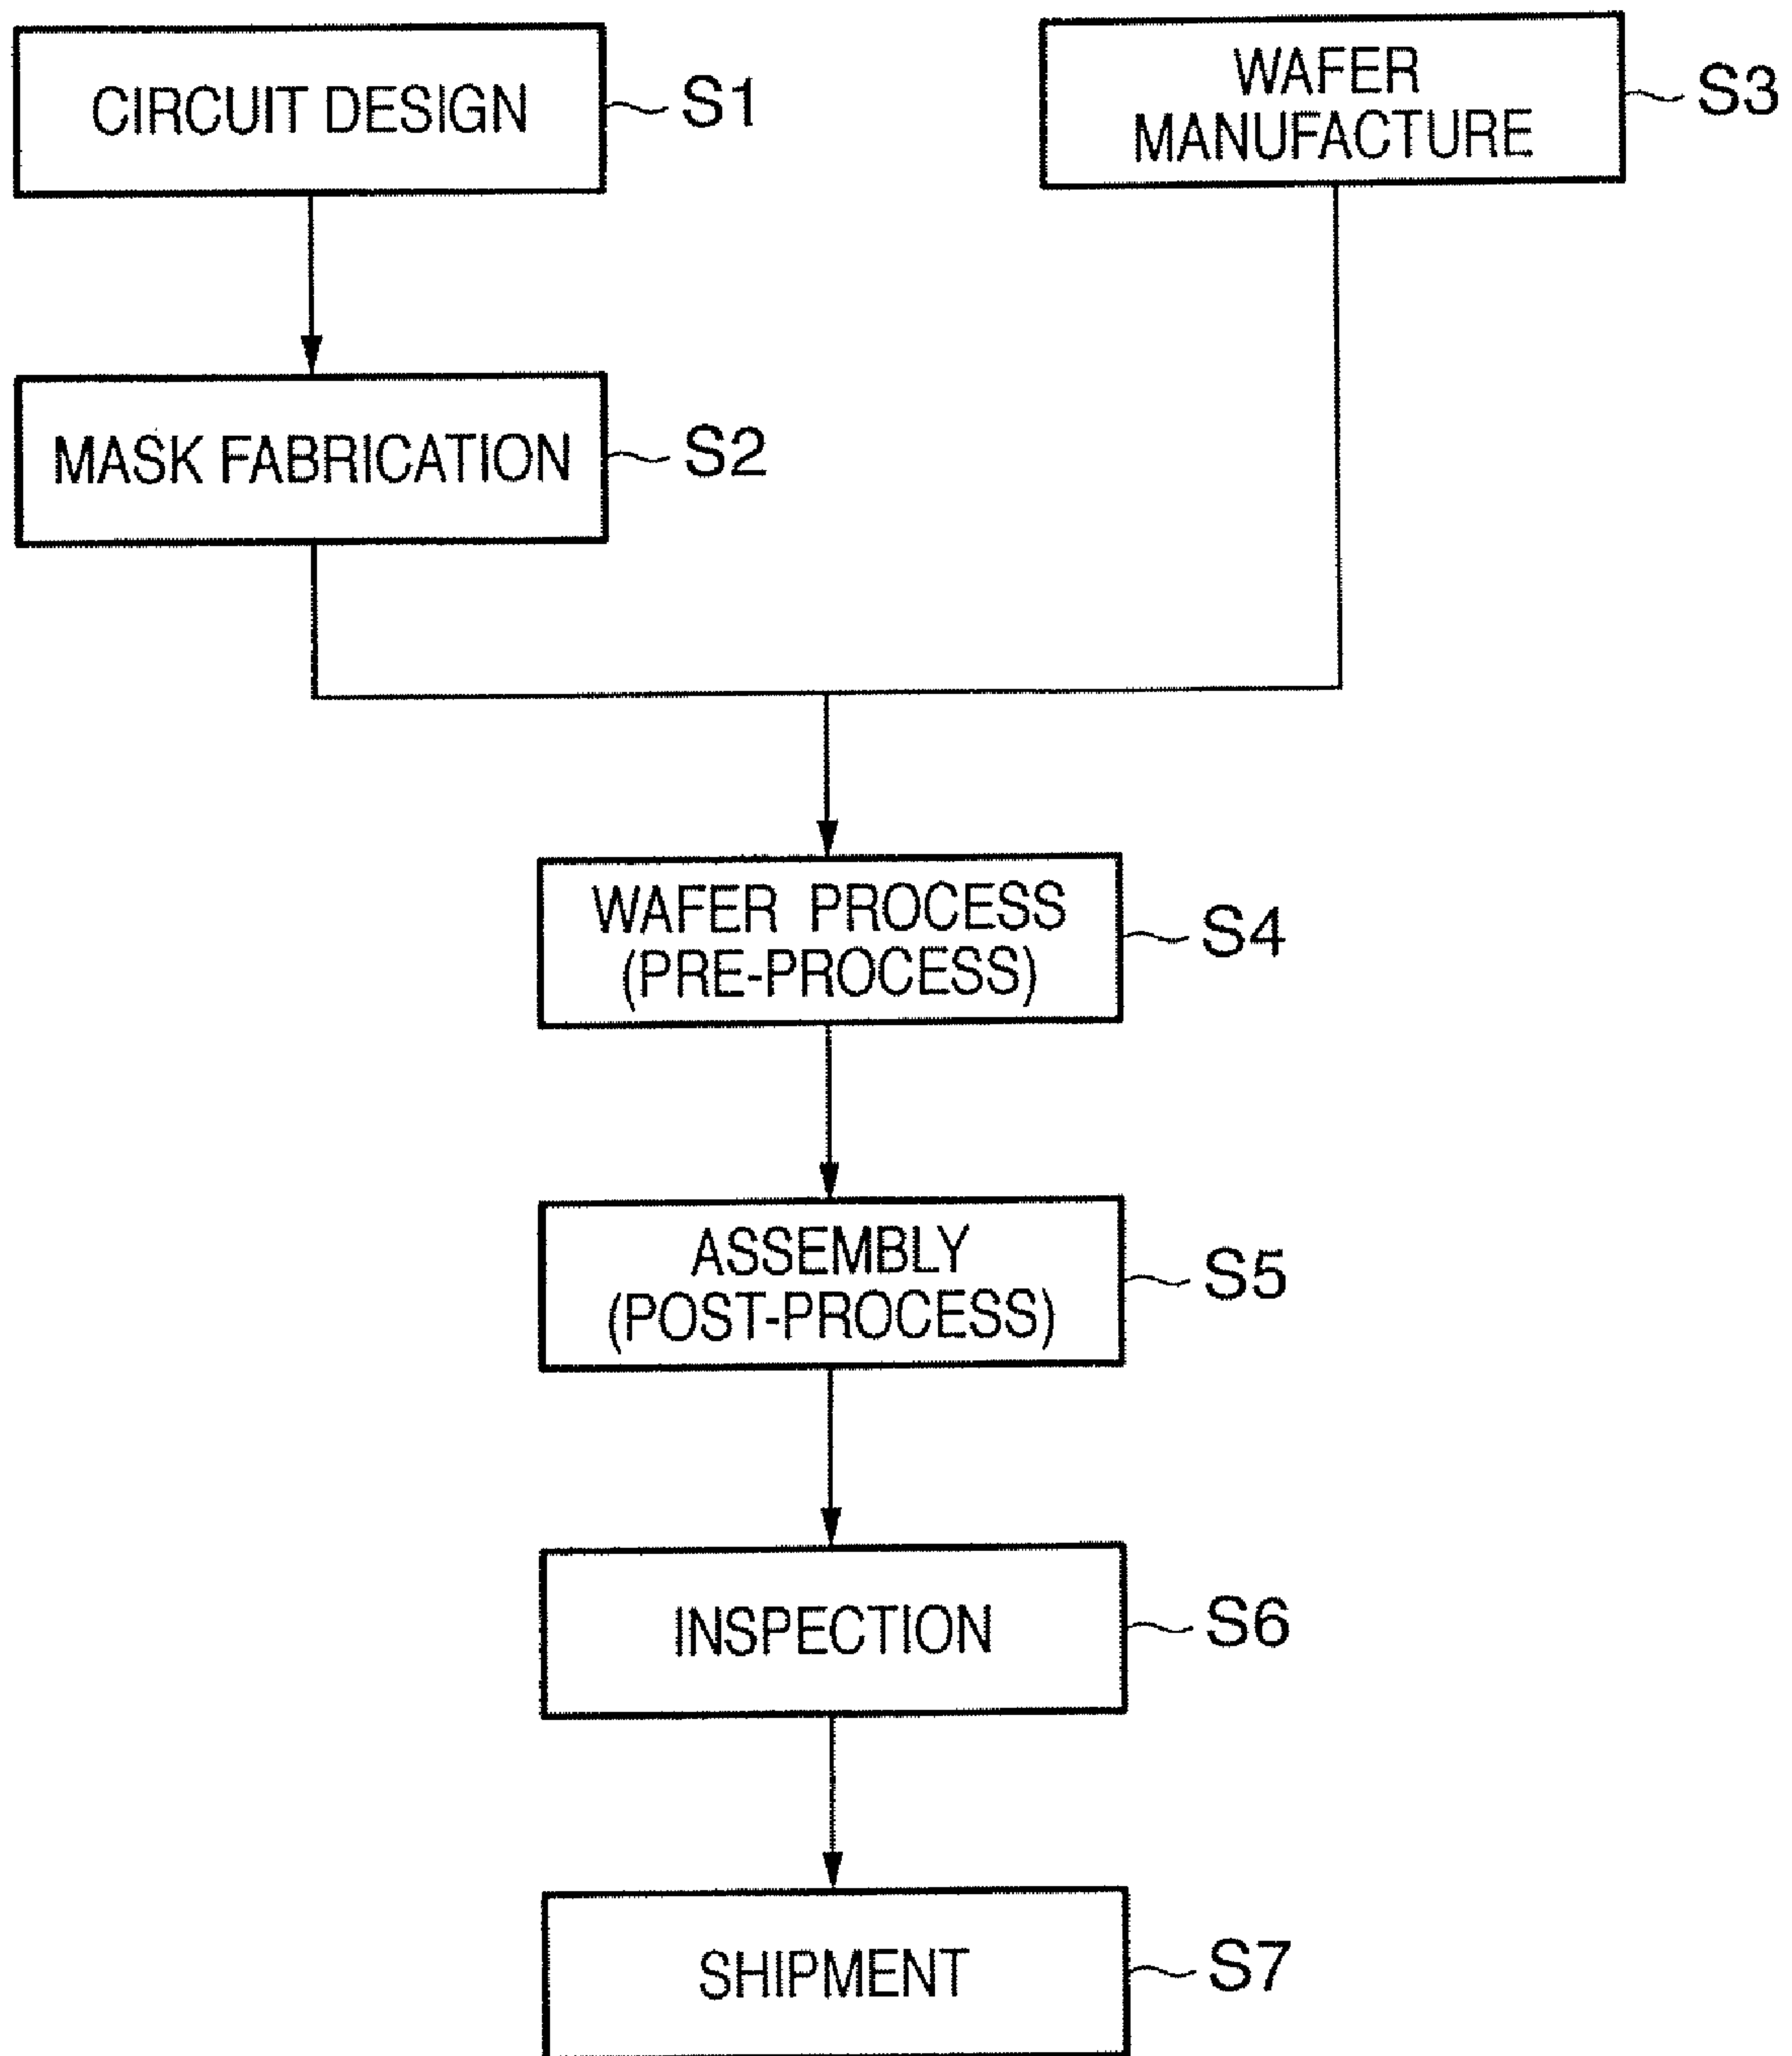 CIRCUIT DESIGN
S1
WAFER
MANUFACTURE
S3
MASK FABRICATION
S2
WAFER PROCESS
(PRE-PROCESS)
S4
ASSEMBLY
(POST-PROCESS)
S5
INSPECTION
S6
SHIPMENT
S7